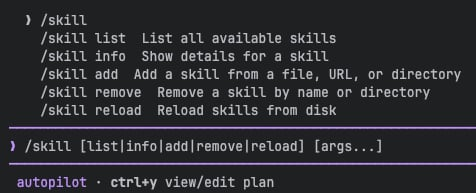 ❯ /skill
/skill list  List all available skills
/skill info  Show details for a skill
/skill add  Add a skill from a file, URL, or directory
/skill remove  Remove a skill by name or directory
/skill reload  Reload skills from disk
❯ /skill [list|info|add|remove|reload] [args...]
autopilot · ctrl+y view/edit plan